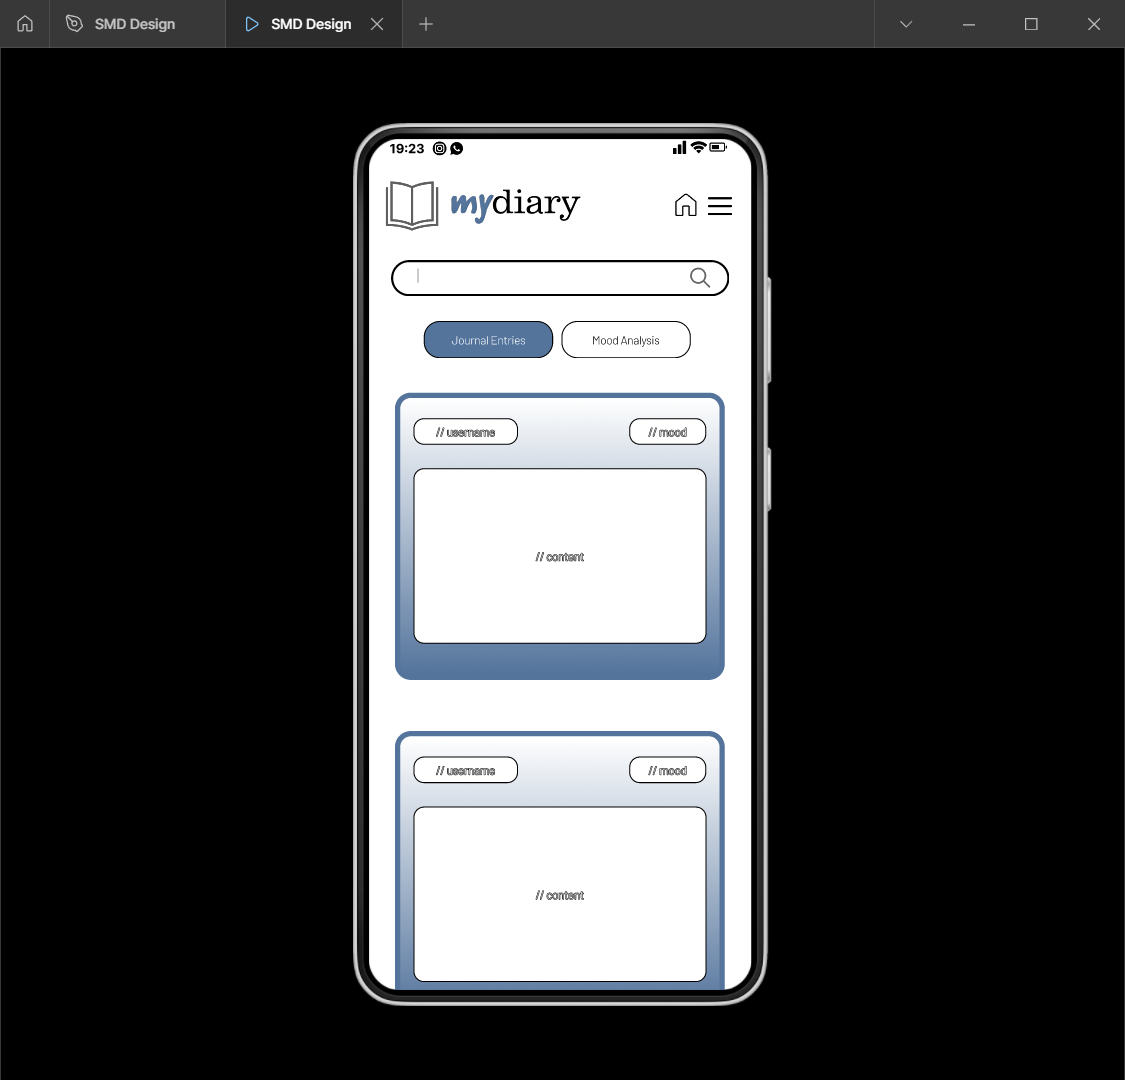 SMD Design
SMD Design
19:23
mydiary
Journal Entries
Mood Analysis
// username
// mood
// content
// username
// mood
// content